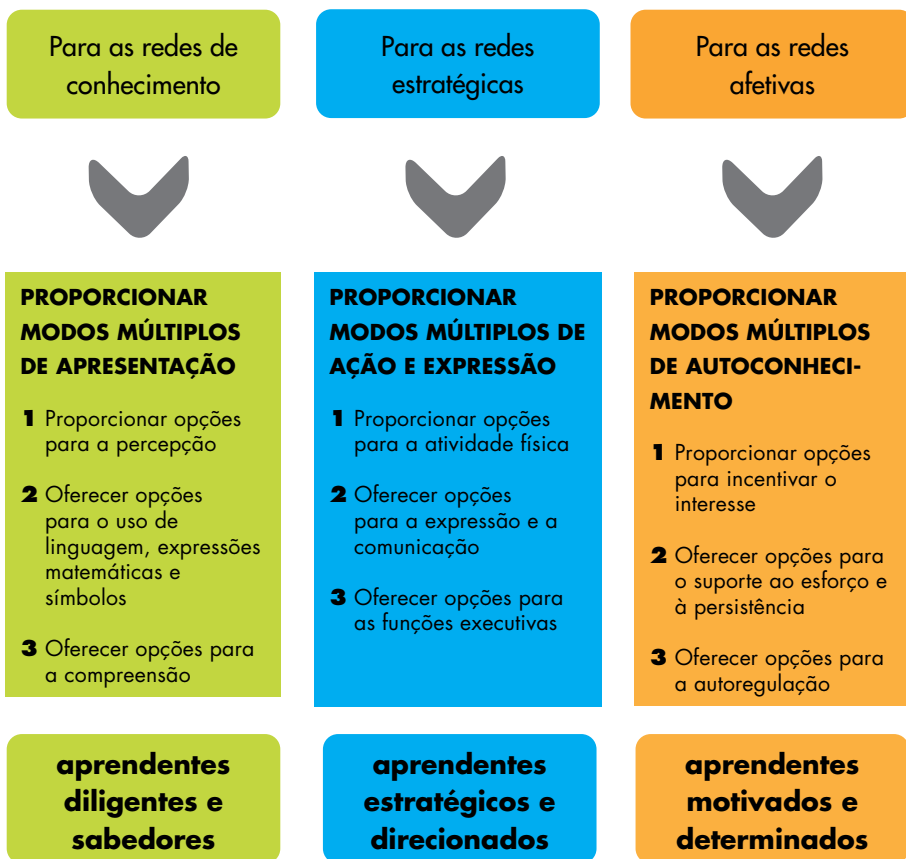 Para as redes de
conhecimento
Para as redes
estratégicas
Para as redes
afetivas
PROPORCIONAR
MODOS MÚLTIPLOS
DE APRESENTAÇÃO
1 Proporcionar opções
para a percepção
2 Oferecer opções
para o uso de
linguagem, expressões
matemáticas e
símbolos
3 Oferecer opções para
a compreensão
PROPORCIONAR
MODOS MÚLTIPLOS DE
AÇÃO E EXPRESSÃO
1 Proporcionar opções
para a atividade física
2 Oferecer opções
para a expressão e a
comunicação
3 Oferecer opções para
as funções executivas
PROPORCIONAR
MODOS MÚLTIPLOS
DE AUTOCONHECI-
MENTO
1 Proporcionar opções
para incentivar o
interesse
2 Oferecer opções para
o suporte ao esforço e
à persistência
3 Oferecer opções para
a autoregulação
aprendentes
diligentes e
sabedores
aprendentes
estratégicos e
direcionados
aprendentes
motivados e
determinados